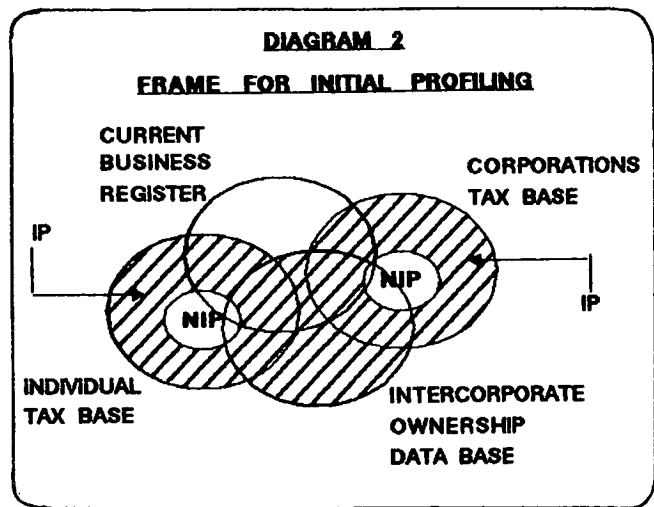 DIAGRAM 2
FRAME FOR INITIAL PROFILING
CURRENT
BUSINESS
REGISTER
CORPORATIONS
TAX BASE
IP
NIP
IP
NIP
INDIVIDUAL
TAX BASE
INTERCORPORATE
OWNERSHIP
DATA BASE